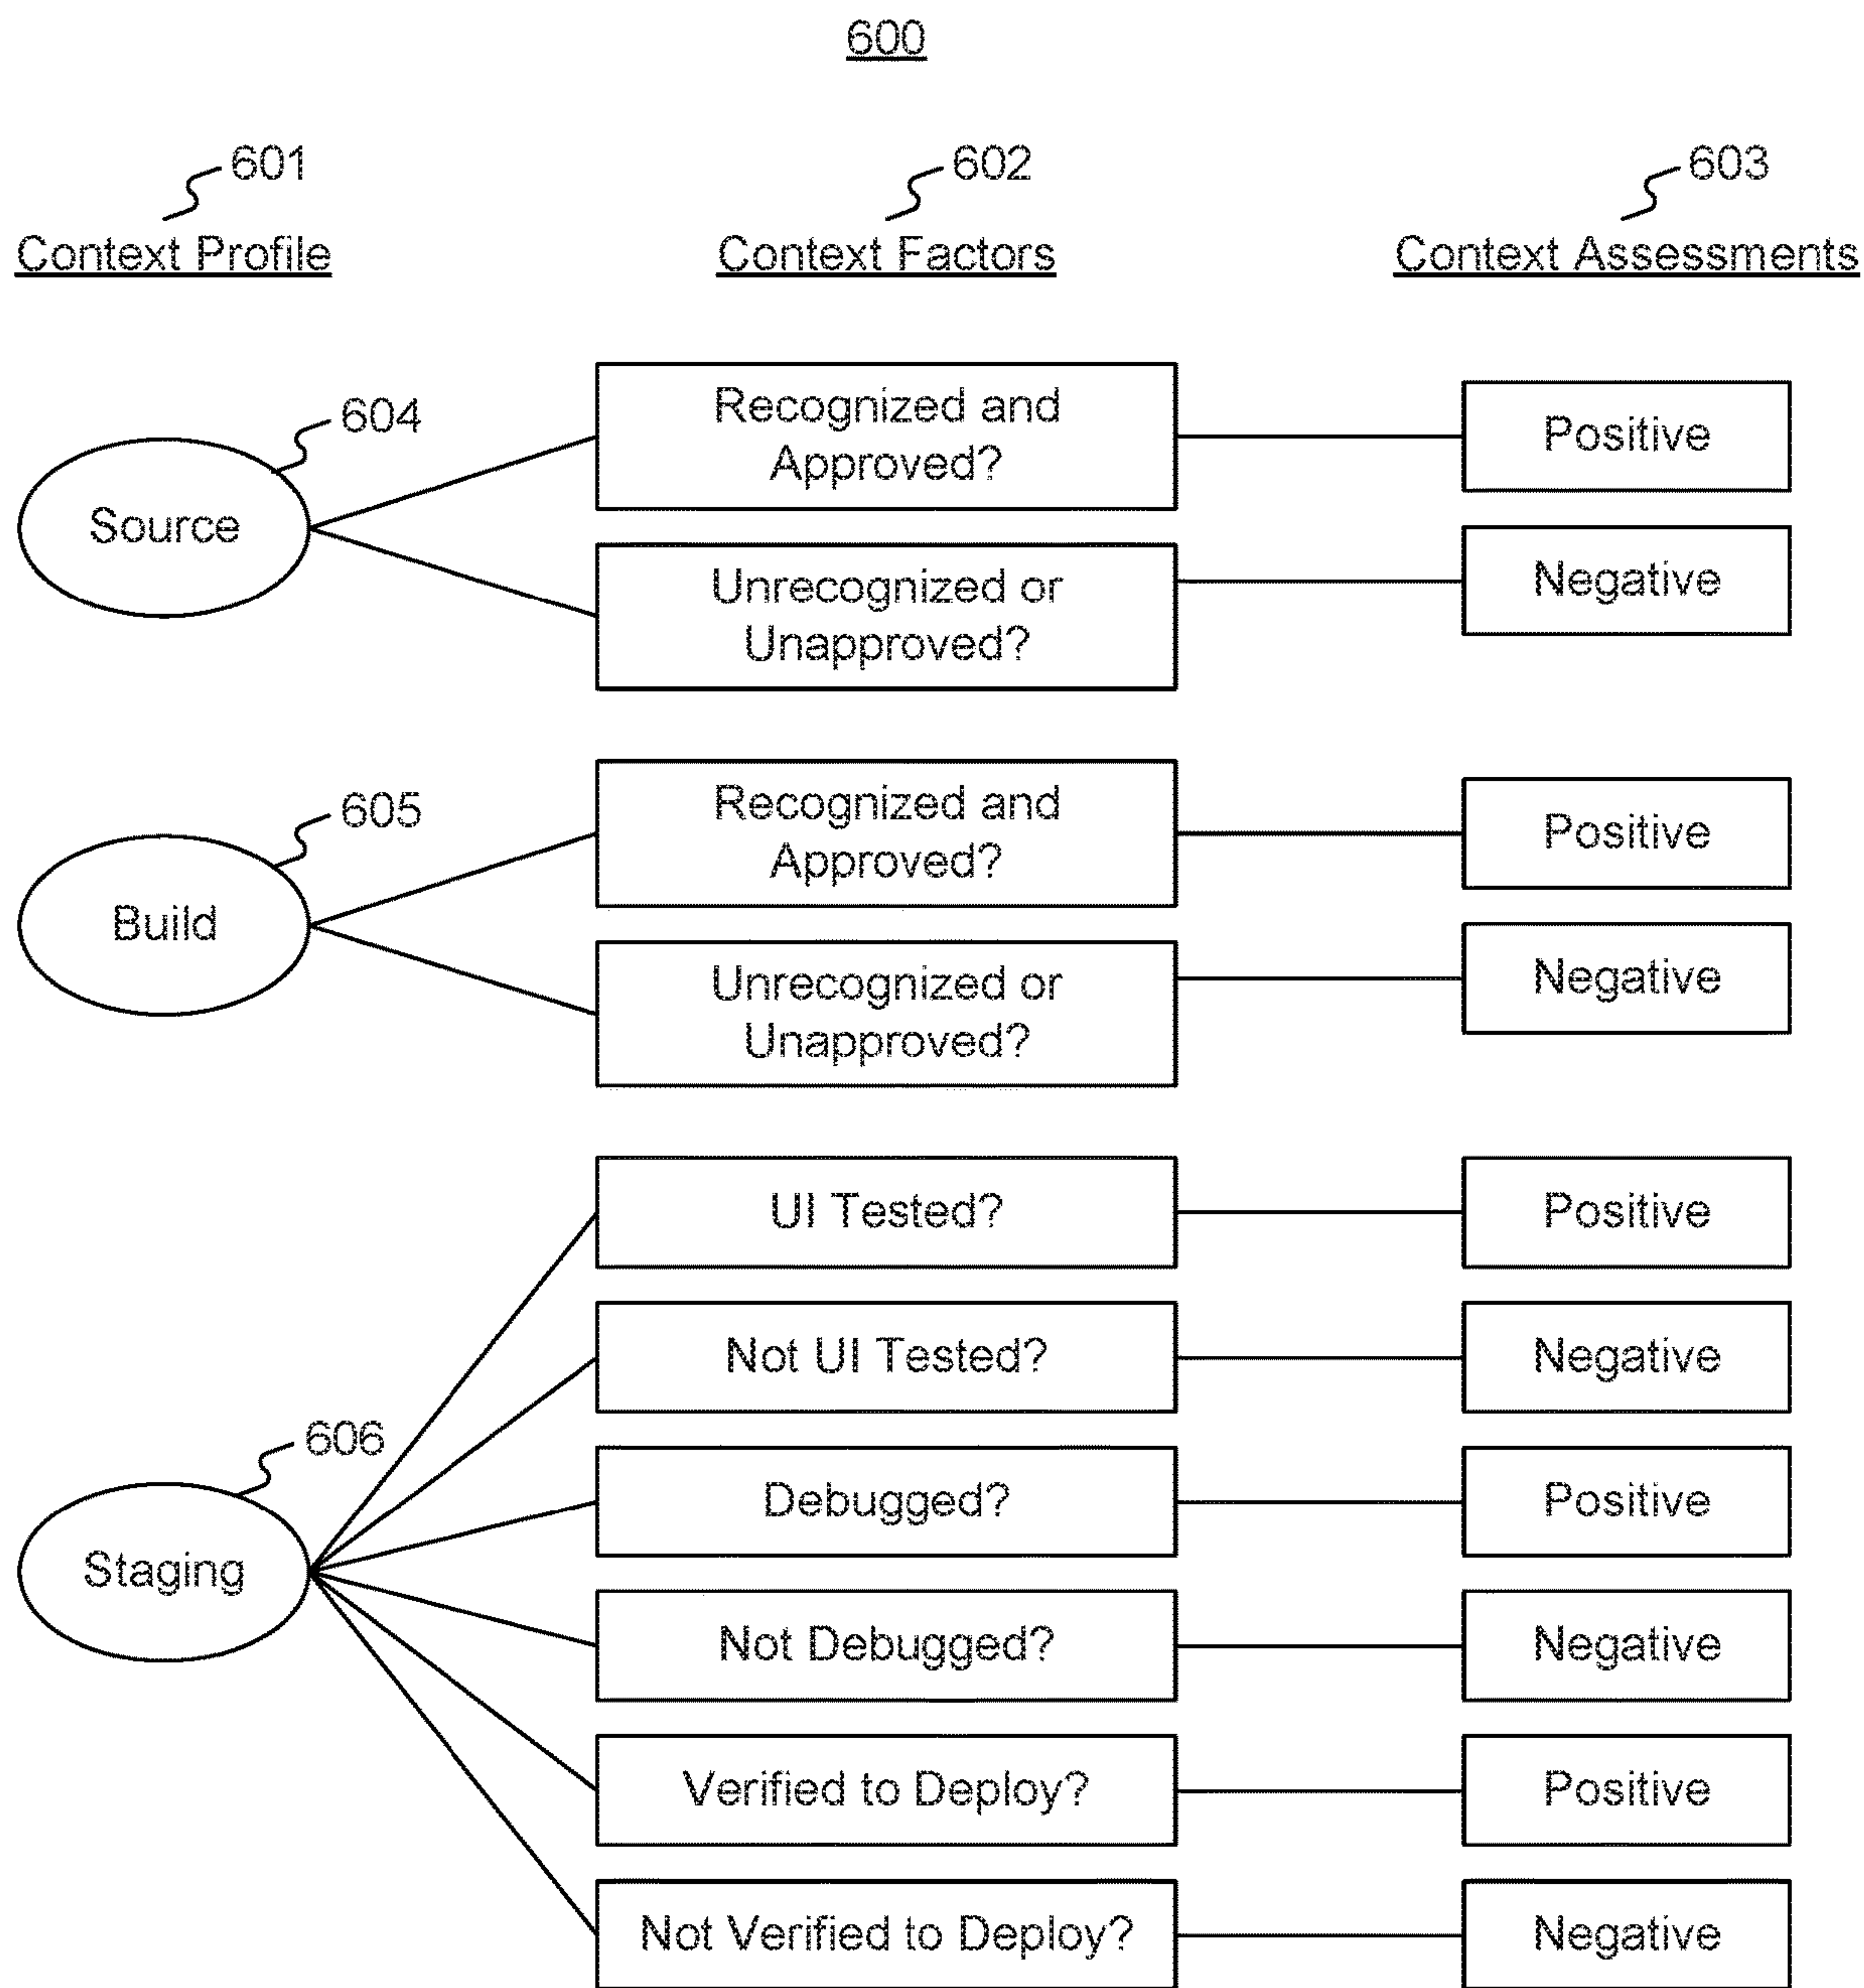 600
601
602
603
Context Profile
Context Factors
Context Assessments
604
Source
Recognized and
Approved?
Positive
Unrecognized or
Unapproved?
Negative
605
Build
Recognized and
Approved?
Positive
Unrecognized or
Unapproved?
Negative
606
Staging
UI Tested?
Positive
Not UI Tested?
Negative
Debugged?
Positive
Not Debugged?
Negative
Verified to Deploy?
Positive
Not Verified to Deploy?
Negative